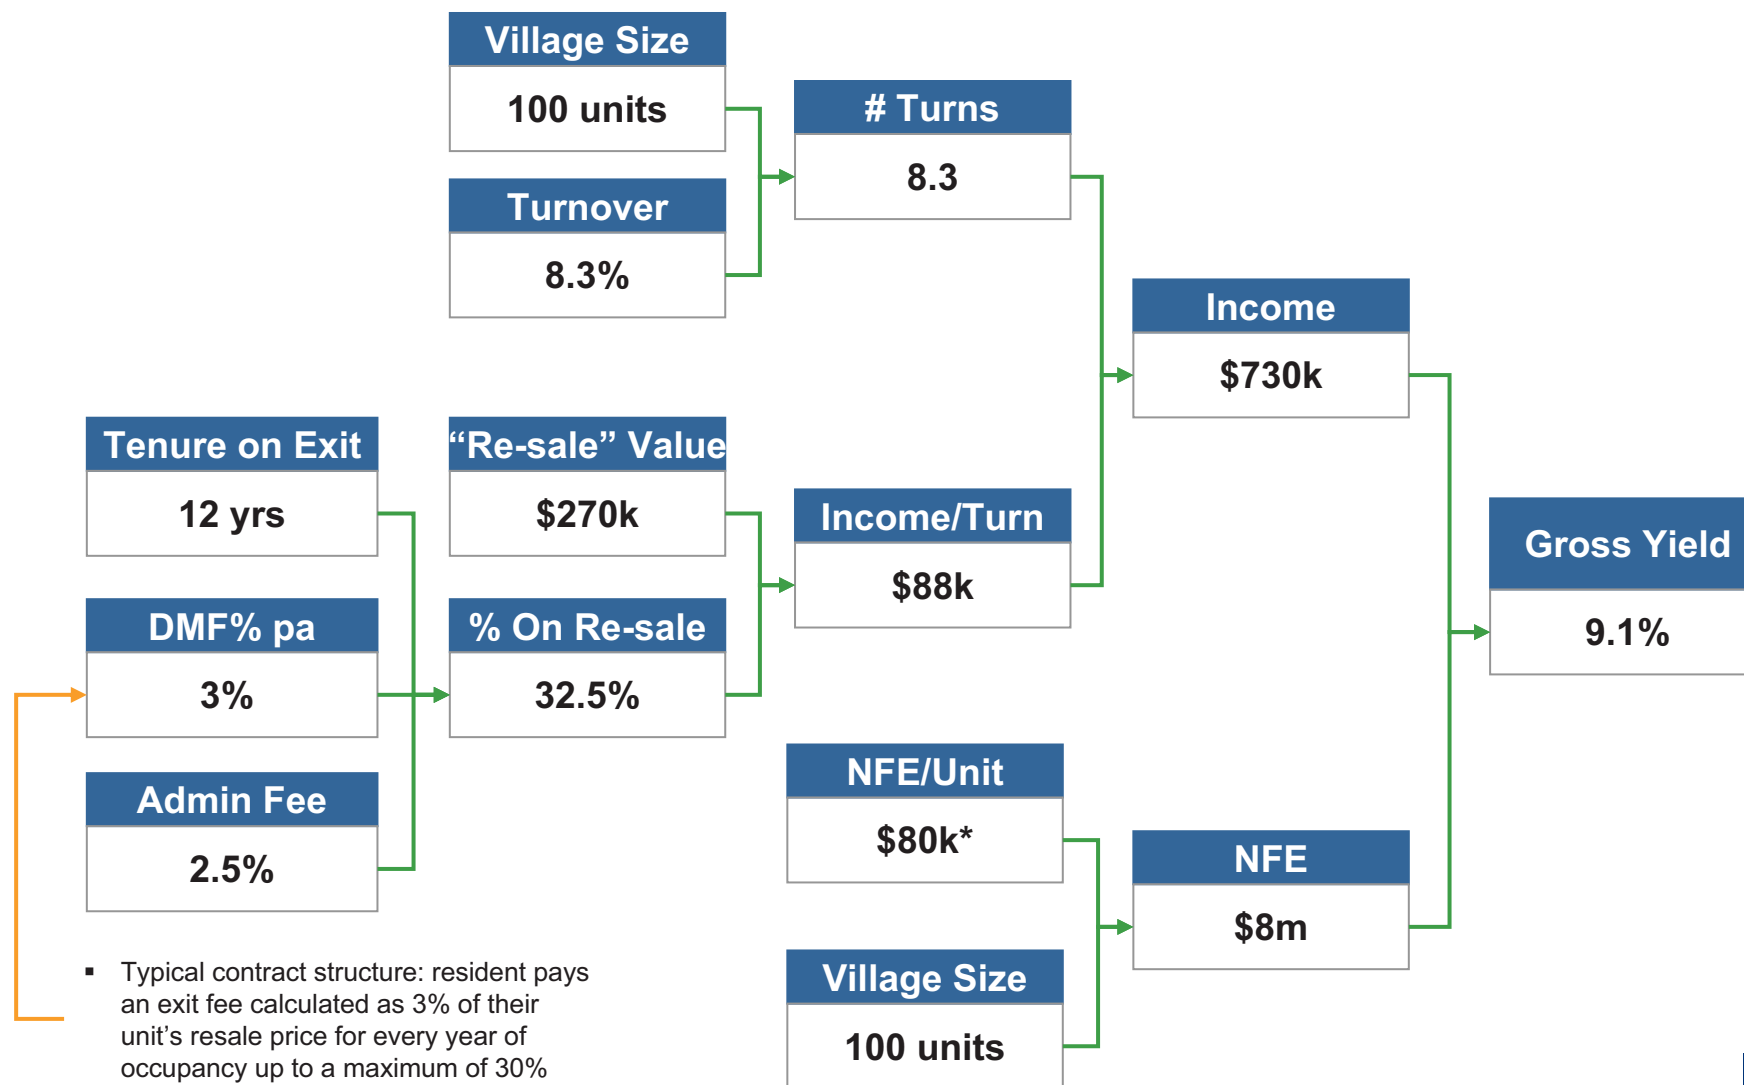 Village Size
100 units
Turnover
8.3%
# Turns
8.3
Income
$730k
Tenure on Exit
12 yrs
DMF% pa
3%
Admin Fee
2.5%
“Re-sale” Value
$270k
% On Re-sale
32.5%
Income/Turn
$88k
Gross Yield
9.1%
NFE/Unit
$80k*
Village Size
100 units
NFE
$8m
▪ Typical contract structure: resident pays
an exit fee calculated as 3% of their
unit’s resale price for every year of
occupancy up to a maximum of 30%